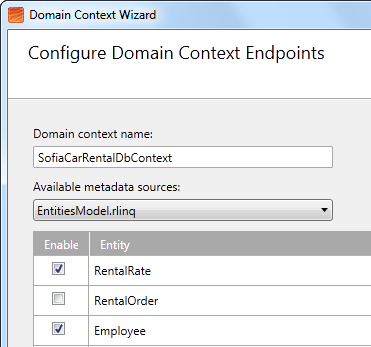 Domain Context Wizard
Configure Domain Context Endpoints
Domain context name:
SofiaCarRentalDbContext
Available metadata sources:
EntitiesModel.rlinq
Enable Entity
RentalRate
RentalOrder
Employee